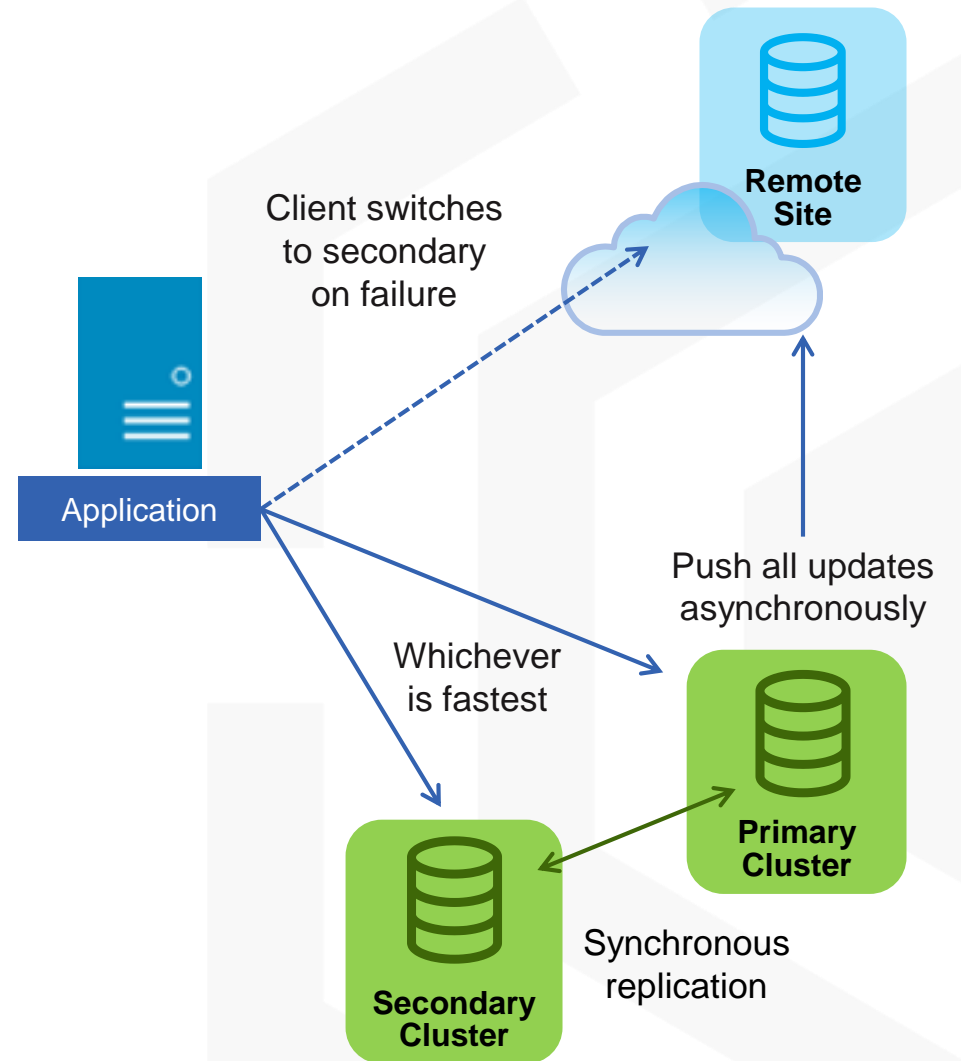 Remote
Site
Client switches
to secondary
on failure
Application
Push all updates
asynchronously
Whichever
is fastest
Primary
Cluster
Synchronous
replication
Secondary
Cluster